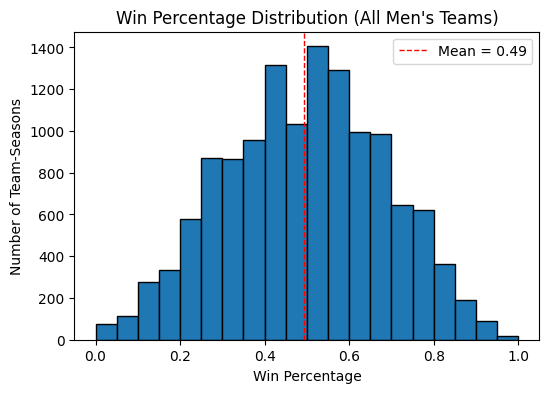 Win Percentage Distribution (All Men's Teams)
Mean = 0.49
Number of Team-Seasons
1400
1200
1000
800
600
400
200
0
0.0 0.2 0.4 0.6 0.8 1.0
Win Percentage